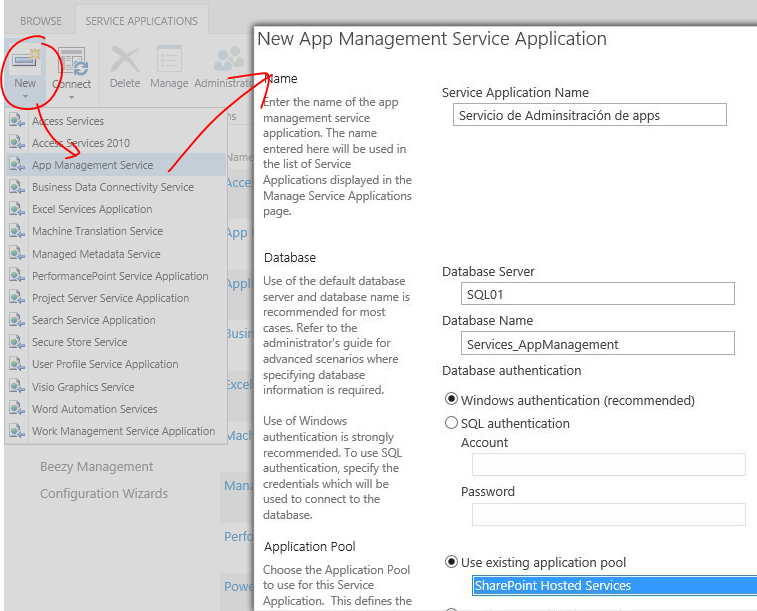 BROWSE
SERVICE APPLICATIONS
New
Connect
Delete
Manage
Access Services
Access Services 2010
App Management Service
Business Data Connectivity Service
Excel Services Application
Machine Translation Service
Managed Metadata Service
PerformancePoint Service Application
Project Server Service Application
Search Service Application
Secure Store Service
User Profile Service Application
Visio Graphics Service
Word Automation Services
Work Management Service Application
Beezy Management
Configuration Wizards
New App Management Service Application
Name
Enter the name of the app
management service
application. The name
entered here will be used in
the list of Service
Applications displayed in the
Manage Service Applications
page.
Service Application Name
Servicio de Adminsitración de apps
Database
Use of the default database
server and database name is
recommended for most
cases. Refer to the
administrator's guide for
advanced scenarios where
specifying database
information is required.
Use of Windows
authentication is strongly
recommended. To use SQL
authentication, specify the
credentials which will be
used to connect to the
database.
Database Server
SQL01
Database Name
Services_AppManagement
Database authentication
Windows authentication (recommended)
SQL authentication
Account
Password
Application Pool
Choose the Application Pool
to use for this Service
Application. This defines the
Use existing application pool
SharePoint Hosted Services